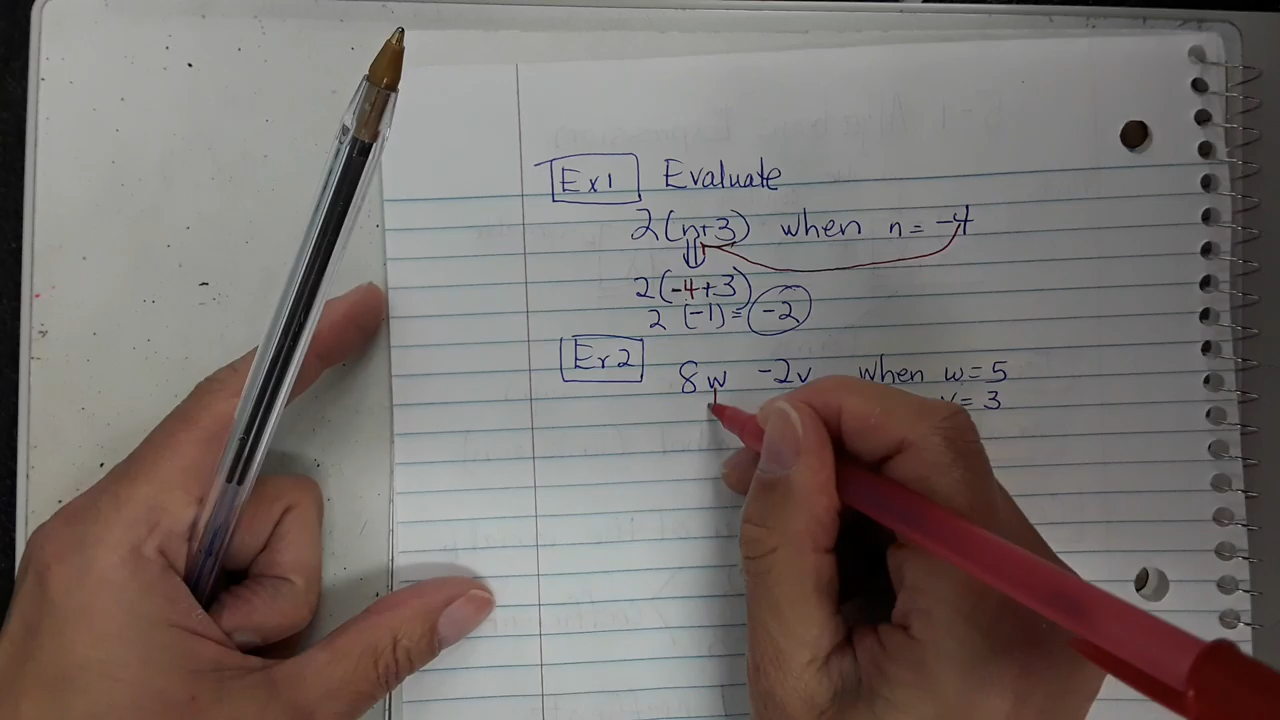 Ex1 Evaluate
2(n+3) when n = -4
2(-4+3)
2 (-1) = -2
Ex2
8w -2v when w=5
v= 3